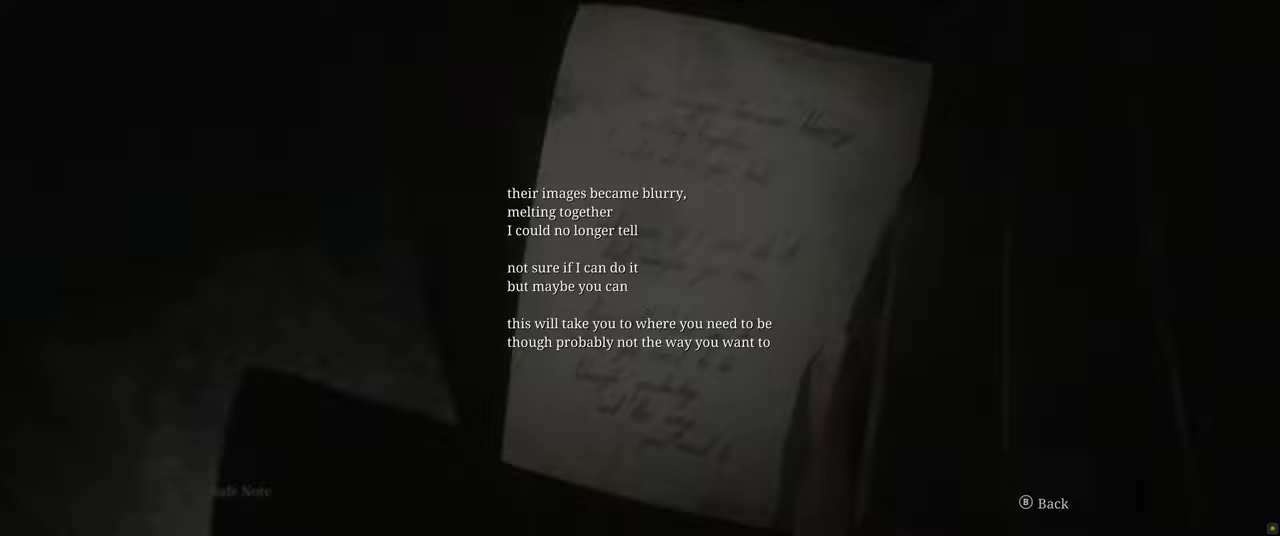 their images became blurry,
melting together
I could no longer tell
not sure if I can do it
but maybe you can
this will take you to where you need to be
though probably not the way you want to
Safe Note
B Back